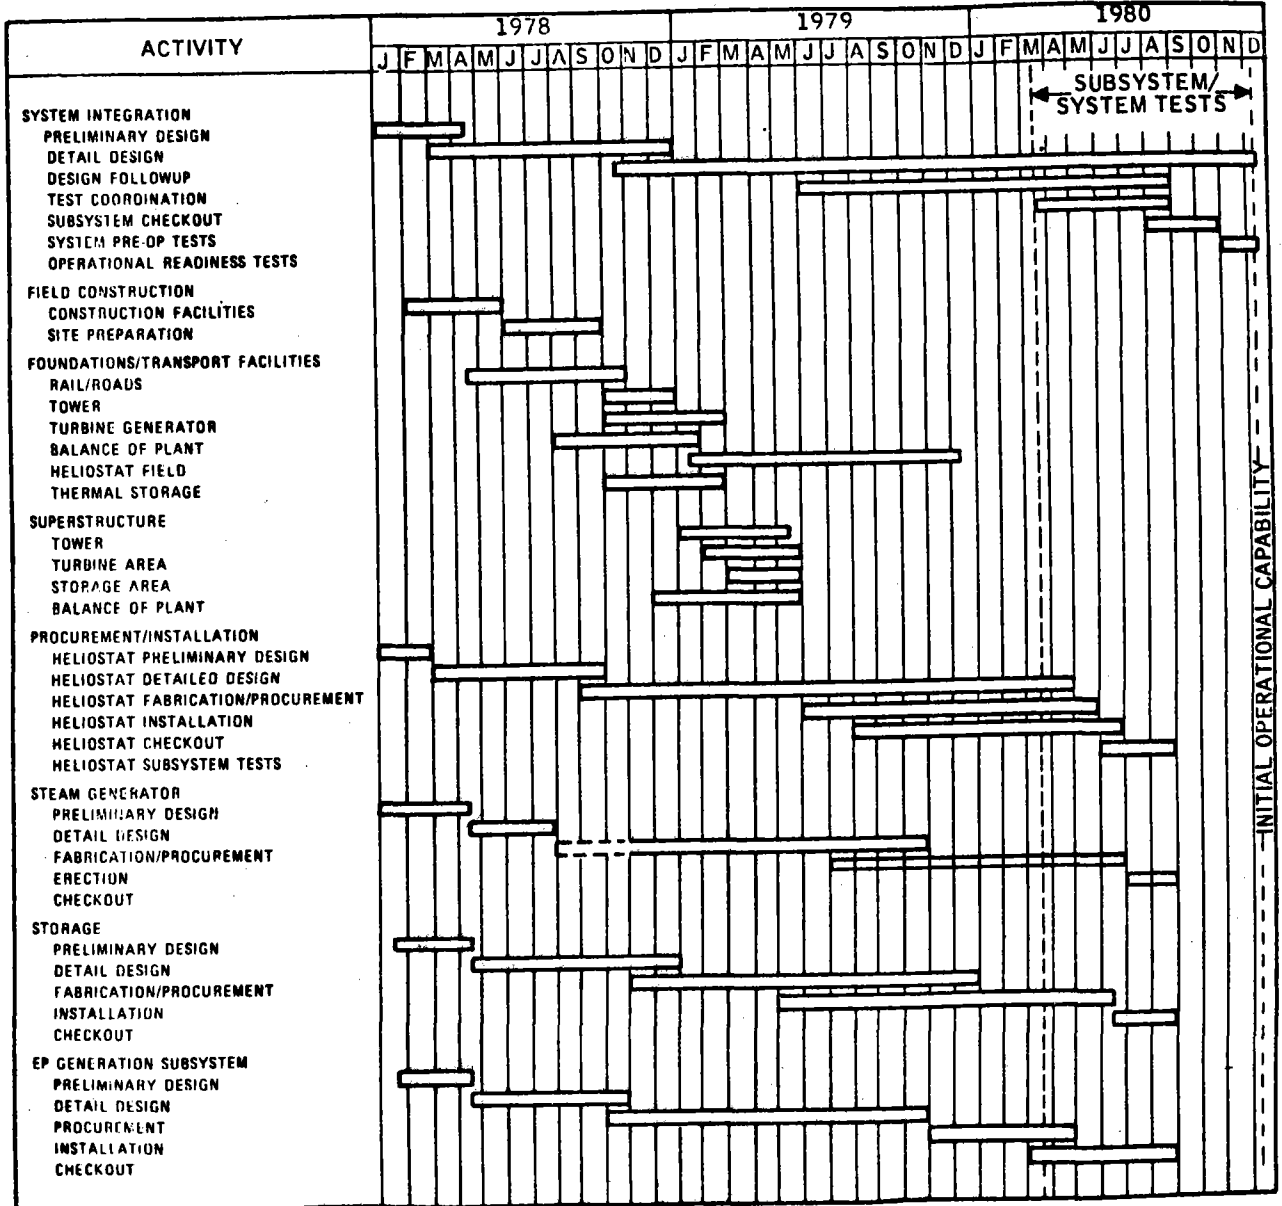 1978 1979 1980
ACTIVITY
J F M A M J J A S O N D J F M A M J J A S O N D J F M A M J J A S O N D
SUBSYSTEM/
SYSTEM TESTS
SYSTEM INTEGRATION
PRELIMINARY DESIGN
DETAIL DESIGN
DESIGN FOLLOWUP
TEST COORDINATION
SUBSYSTEM CHECKOUT
SYSTEM PRE-OP TESTS
OPERATIONAL READINESS TESTS
FIELD CONSTRUCTION
CONSTRUCTION FACILITIES
SITE PREPARATION
FOUNDATIONS/TRANSPORT FACILITIES
RAIL/ROADS
TOWER
TURBINE GENERATOR
BALANCE OF PLANT
HELIOSTAT FIELD
THERMAL STORAGE
SUPERSTRUCTURE
TOWER
TURBINE AREA
STORAGE AREA
BALANCE OF PLANT
PROCUREMENT/INSTALLATION
HELIOSTAT PRELIMINARY DESIGN
HELIOSTAT DETAILED DESIGN
HELIOSTAT FABRICATION/PROCUREMENT
HELIOSTAT INSTALLATION
HELIOSTAT CHECKOUT
HELIOSTAT SUBSYSTEM TESTS
STEAM GENERATOR
PRELIMINARY DESIGN
DETAIL DESIGN
FABRICATION/PROCUREMENT
ERECTION
CHECKOUT
STORAGE
PRELIMINARY DESIGN
DETAIL DESIGN
FABRICATION/PROCUREMENT
INSTALLATION
CHECKOUT
EP GENERATION SUBSYSTEM
PRELIMINARY DESIGN
DETAIL DESIGN
PROCUREMENT
INSTALLATION
CHECKOUT
INITIAL OPERATIONAL CAPABILITY